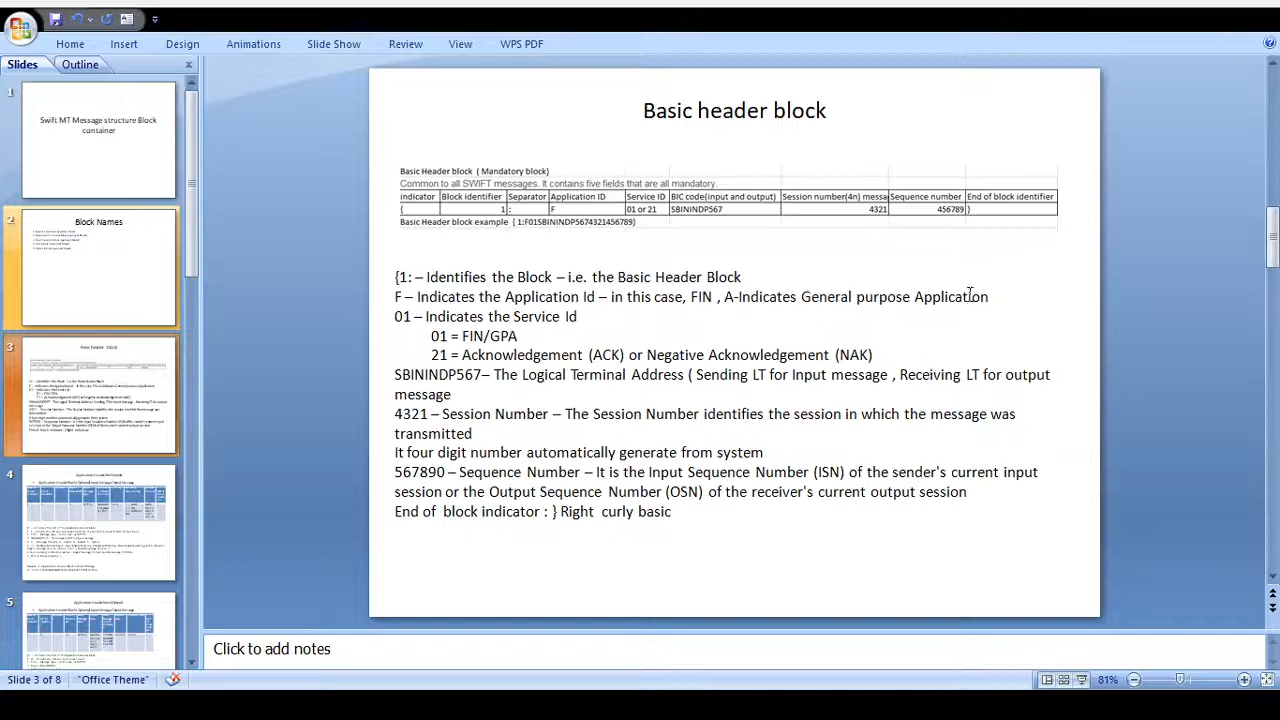 Home Insert Design Animations Slide Show Review View WPS PDF
Slides Outline
1
Swift MT Message structure Block
container
2
Block Names
3
4
5
Basic header block
Basic Header block ( Mandatory block)
Common to all SWIFT messages. It contains five fields that are all mandatory.
indicator Block identifier Separator Application ID Service ID BIC code(input and output) Session number(4n) messa Sequence number End of block identifier
{ 1 : F 01 or 21 SBININDP567 4321 456789 }
Basic Header block example { 1:F01SBININDP5674321456789}
{1: – Identifies the Block – i.e. the Basic Header Block
F – Indicates the Application Id – in this case, FIN , A-Indicates General purpose Application
01 – Indicates the Service Id
01 = FIN/GPA
21 = Acknowledgement (ACK) or Negative Acknowledgement (NAK)
SBININDP567– The Logical Terminal Address ( Sending LT for Input message , Receiving LT for output
message
4321 – Session Number – The Session Number identifies the session in which the message was
transmitted
It four digit number automatically generate from system
567890 – Sequence Number – It is the Input Sequence Number (ISN) of the sender's current input
session or the Output Sequence Number (OSN) of the receiver's current output session
End of block indicator : } Right curly basic
Click to add notes
Slide 3 of 8 "Office Theme" 81%